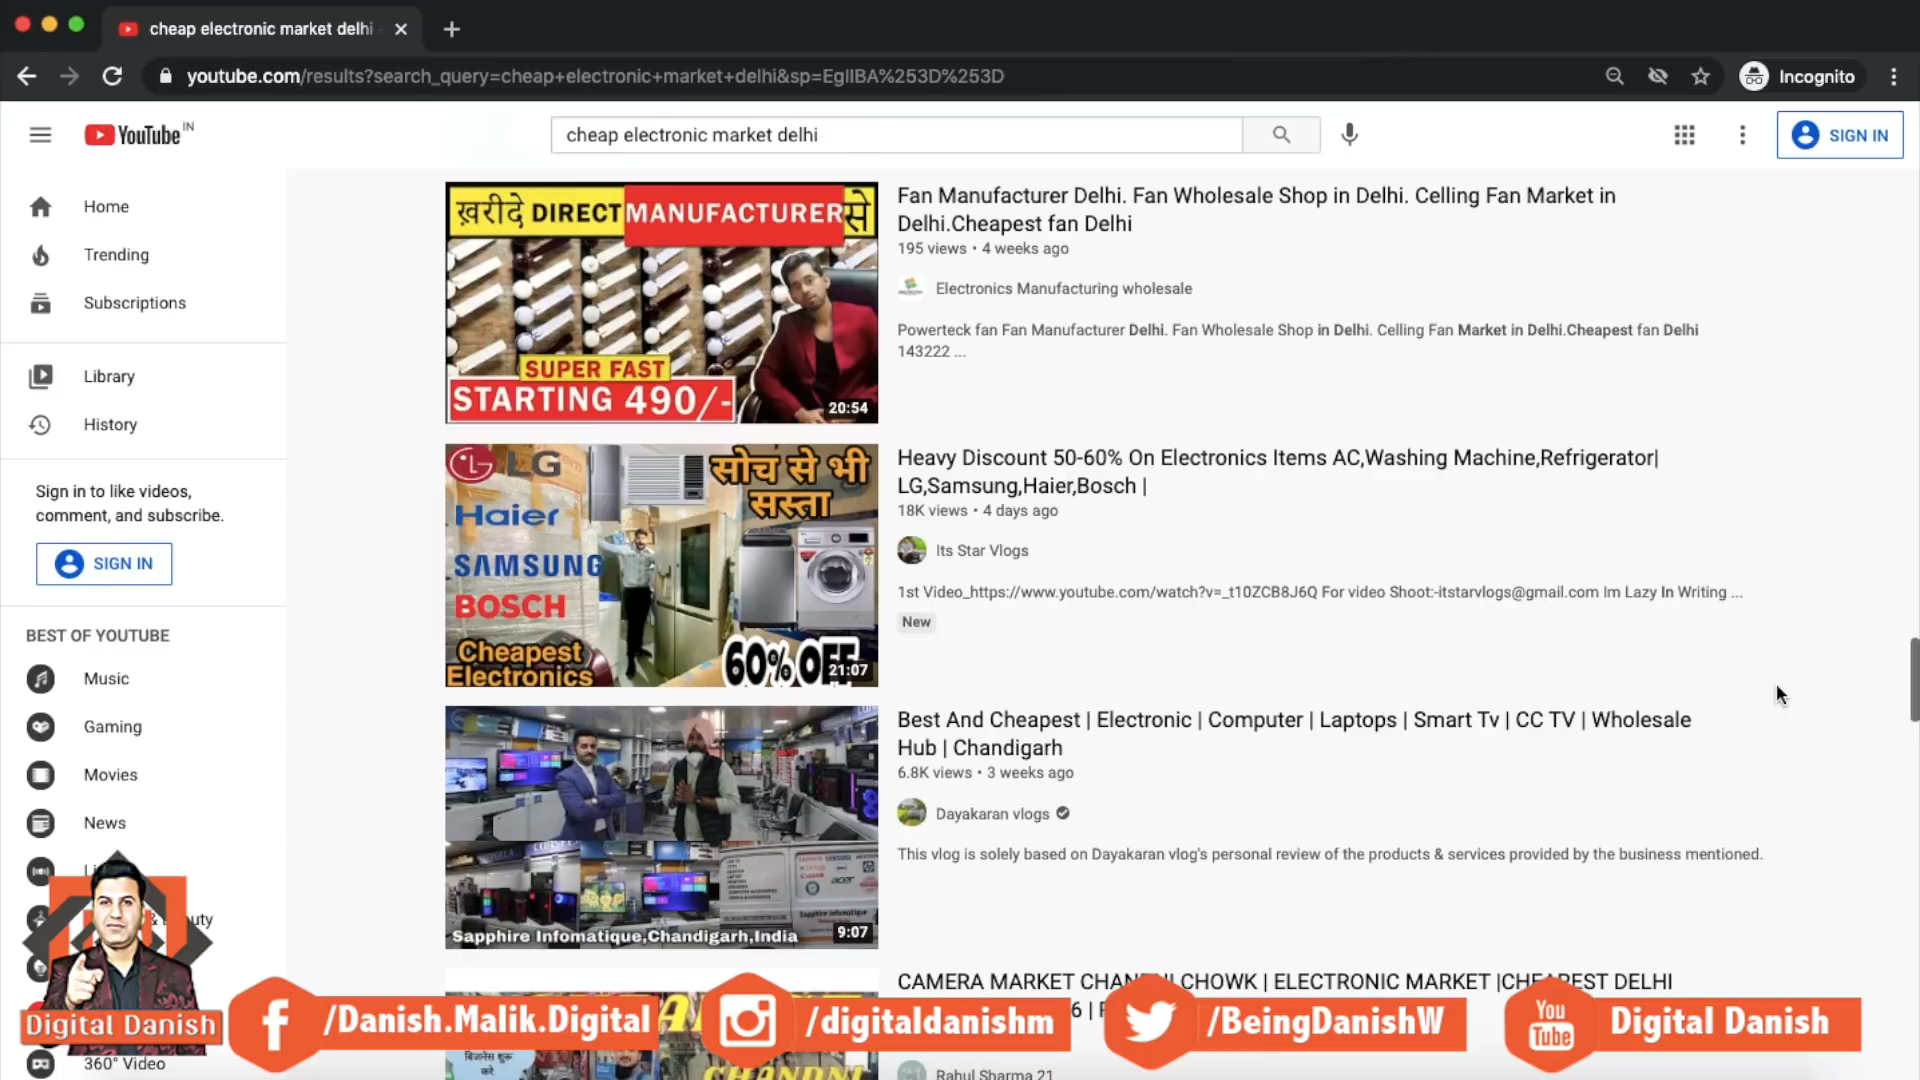 cheap electronic market delhi
youtube.com/results?search_query=cheap+electronic+market+delhi&sp=EgIIBA%253D%253D
Incognito
YouTube IN
cheap electronic market delhi
SIGN IN
Home
Trending
Subscriptions
Library
History
Sign in to like videos,
comment, and subscribe.
SIGN IN
BEST OF YOUTUBE
Music
Gaming
Movies
News
& uty
360° Video
ख़रीदे DIRECT MANUFACTURER से
SUPER FAST
STARTING 490/-
20:54
Fan Manufacturer Delhi. Fan Wholesale Shop in Delhi. Celling Fan Market in
Delhi.Cheapest fan Delhi
195 views • 4 weeks ago
Electronics Manufacturing wholesale
Powerteck fan Fan Manufacturer Delhi. Fan Wholesale Shop in Delhi. Celling Fan Market in Delhi.Cheapest fan Delhi
143222 ...
LG
सोच से भी
सस्ता
Haier
SAMSUNG
BOSCH
Cheapest
Electronics
60% OFF
21:07
Heavy Discount 50-60% On Electronics Items AC,Washing Machine,Refrigerator|
LG,Samsung,Haier,Bosch |
18K views • 4 days ago
Its Star Vlogs
1st Video_https://www.youtube.com/watch?v=_t10ZCB8J6Q For video Shoot:-itstarvlogs@gmail.com Im Lazy In Writing ...
New
acer
Sapphire Infomatique
Sapphire Infomatique,Chandigarh,India
9:07
Best And Cheapest | Electronic | Computer | Laptops | Smart Tv | CC TV | Wholesale
Hub | Chandigarh
6.8K views • 3 weeks ago
Dayakaran vlogs
This vlog is solely based on Dayakaran vlog's personal review of the products & services provided by the business mentioned.
बिजनेस शुरू
करे
CHANDNI
CAMERA MARKET CHANDNI CHOWK | ELECTRONIC MARKET |CHEAPEST DELHI
Rahul Sharma 21
Digital Danish
/Danish.Malik.Digital
/digitaldanishm
/BeingDanishW
You
Tube
Digital Danish